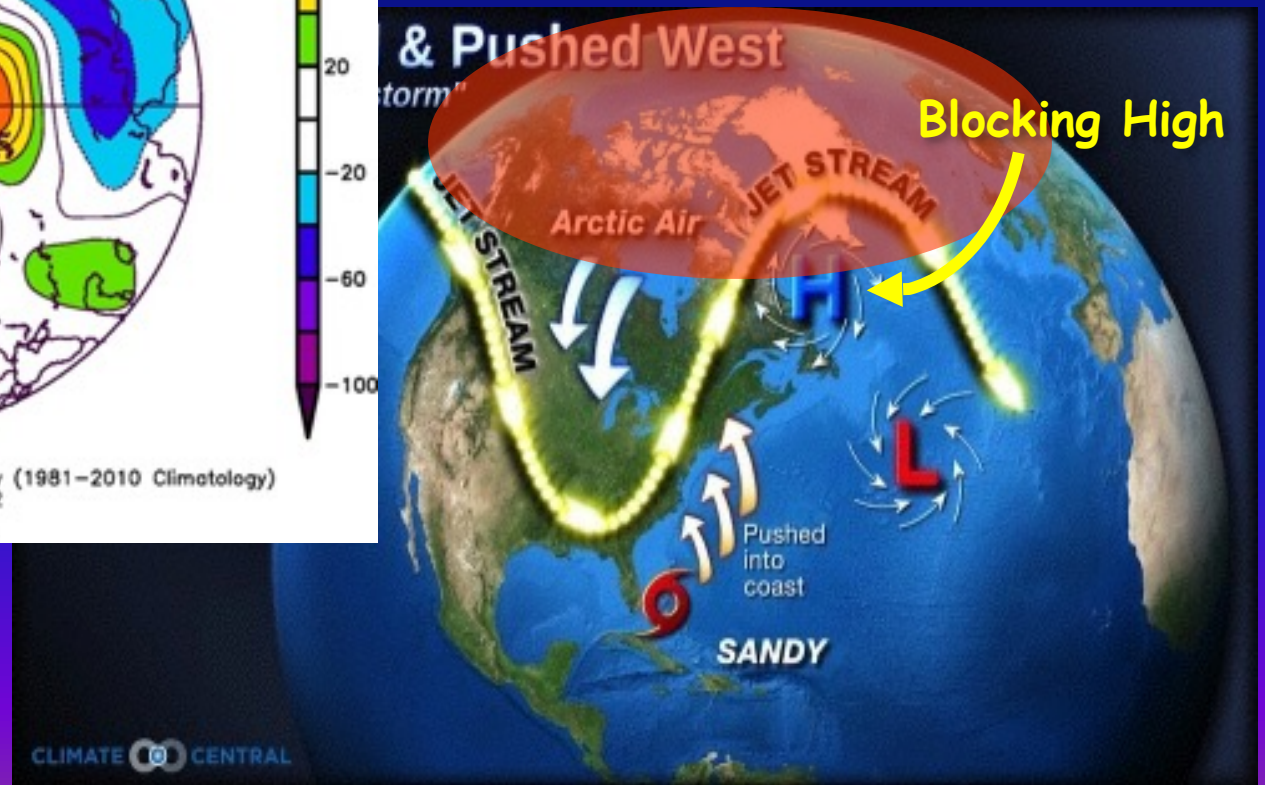 & Pushed West
storm"
Blocking High
JET STREAM
JET STREAM
Arctic Air
H
L
Pushed
into
coast
SANDY
20
-20
-60
-100
(1981-2010 Climatology)
CLIMATE CENTRAL